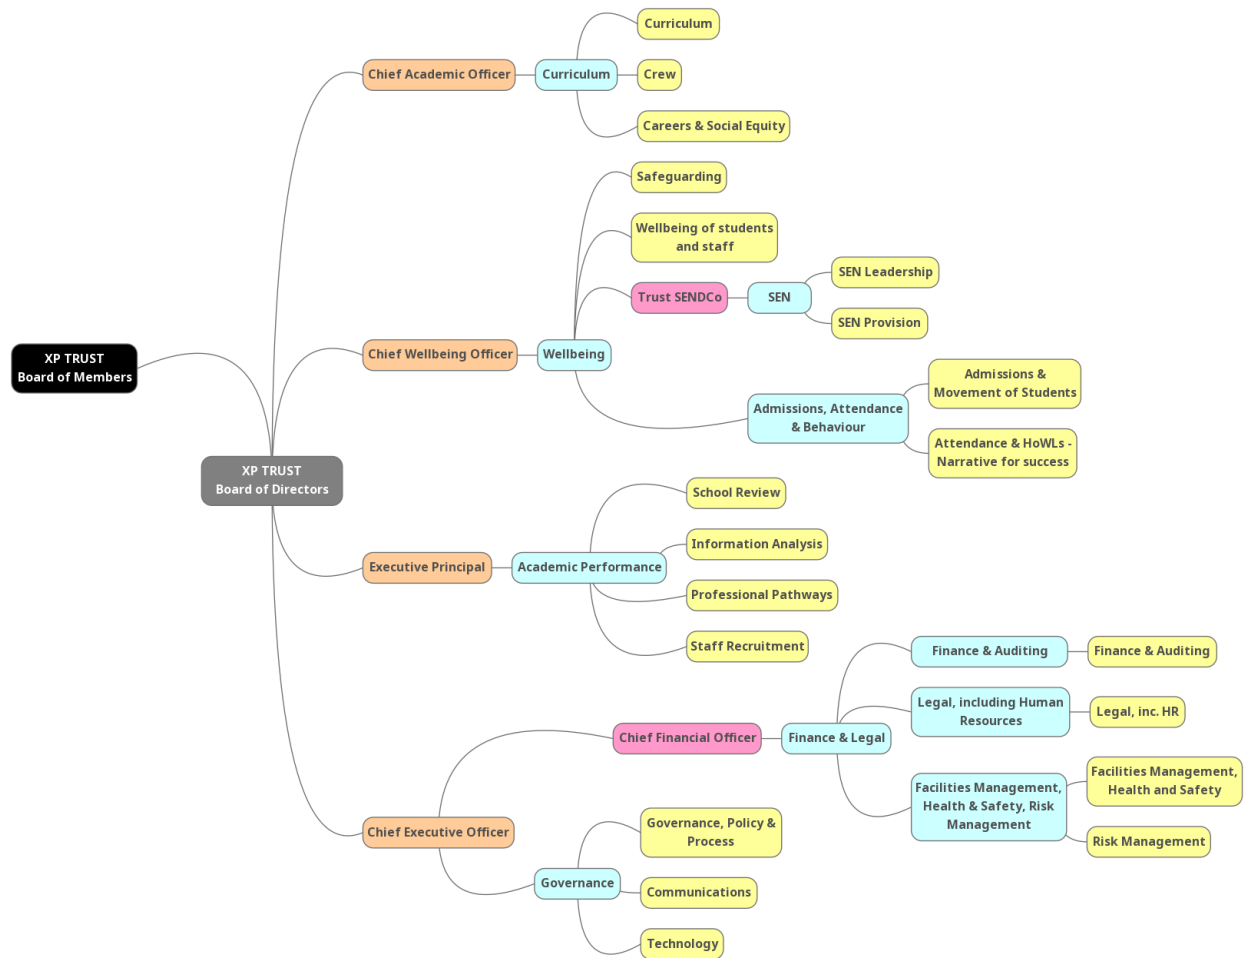 XP TRUST
Board of Members
XP TRUST
Board of Directors
Chief Academic Officer
Curriculum
Curriculum
Crew
Careers & Social Equity
Chief Wellbeing Officer
Wellbeing
Safeguarding
Wellbeing of students
and staff
Trust SENDCo
SEN
SEN Leadership
SEN Provision
Admissions, Attendance
& Behaviour
Admissions &
Movement of Students
Attendance & HoWLs -
Narrative for success
Executive Principal
Academic Performance
School Review
Information Analysis
Professional Pathways
Staff Recruitment
Chief Executive Officer
Chief Financial Officer
Finance & Legal
Finance & Auditing
Finance & Auditing
Legal, including Human
Resources
Legal, inc. HR
Facilities Management,
Health & Safety, Risk
Management
Facilities Management,
Health and Safety
Risk Management
Governance
Governance, Policy &
Process
Communications
Technology